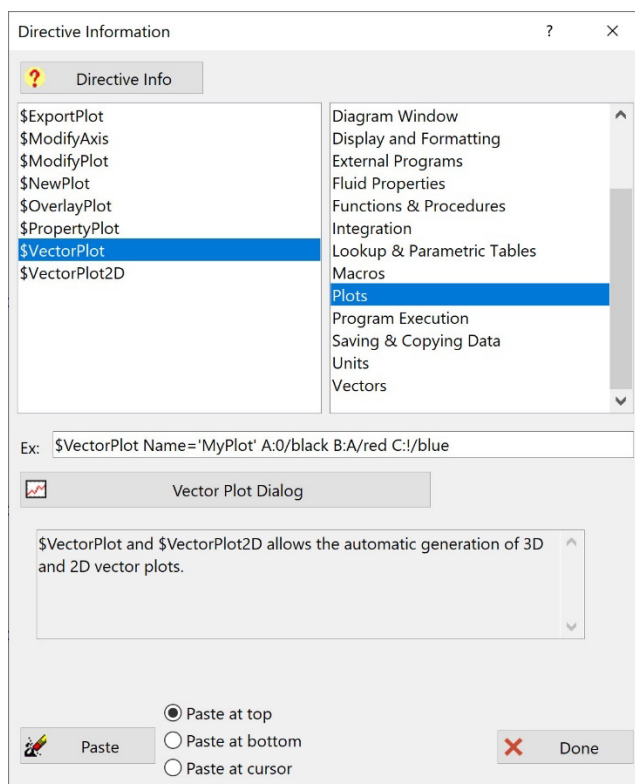 Directive Information
?
×
? Directive Info
$ExportPlot
$ModifyAxis
$ModifyPlot
$NewPlot
$OverlayPlot
$PropertyPlot
$VectorPlot
$VectorPlot2D
Diagram Window
Display and Formatting
External Programs
Fluid Properties
Functions & Procedures
Integration
Lookup & Parametric Tables
Macros
Plots
Program Execution
Saving & Copying Data
Units
Vectors
Ex: $VectorPlot Name='MyPlot' A:0/black B:A/red C:!/blue
Vector Plot Dialog
$VectorPlot and $VectorPlot2D allows the automatic generation of 3D
and 2D vector plots.
Paste
Paste at top
Paste at bottom
Paste at cursor
Done